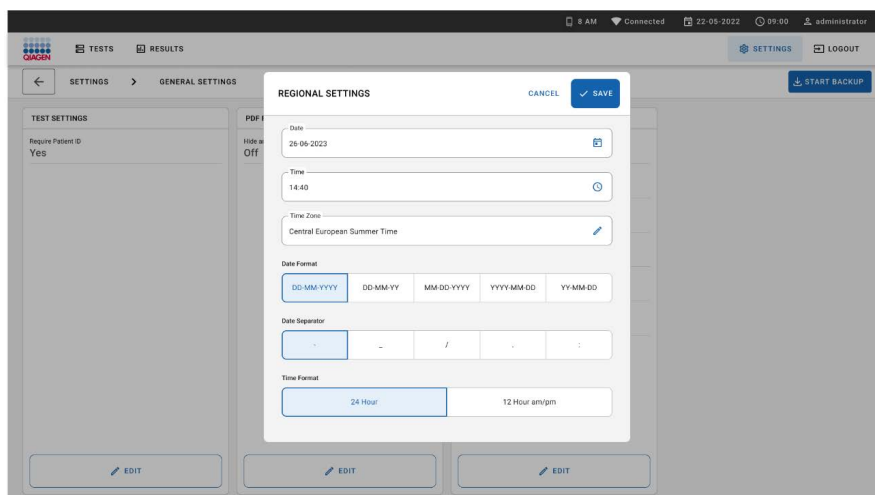 8 AM Connected 22-05-2022 09:00 administrator
QIAGEN TESTS RESULTS SETTINGS LOGOUT
SETTINGS > GENERAL SETTINGS START BACKUP
REGIONAL SETTINGS CANCEL SAVE
TEST SETTINGS
Require Patient ID
Yes
PDF
Hide
Off
Date
26-06-2023
Time
14:40
Time Zone
Central European Summer Time
Date Format
DD-MM-YYYY DD-MM-YY MM-DD-YYYY YYYY-MM-DD YY-MM-DD
Date Separator
- _ / . :
Time Format
24 Hour 12 Hour am/pm
EDIT EDIT EDIT